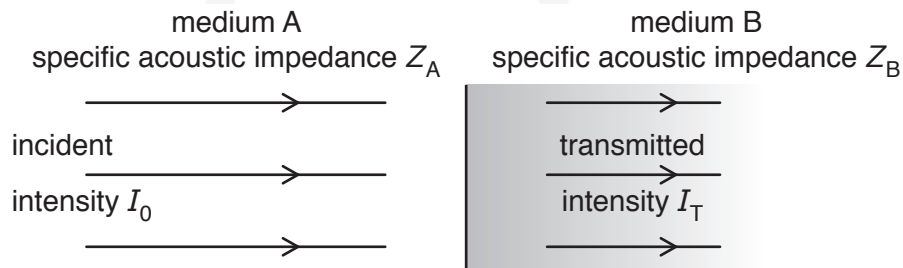 medium A
specific acoustic impedance Z_A
medium B
specific acoustic impedance Z_B
incident
intensity I_0
transmitted
intensity I_T